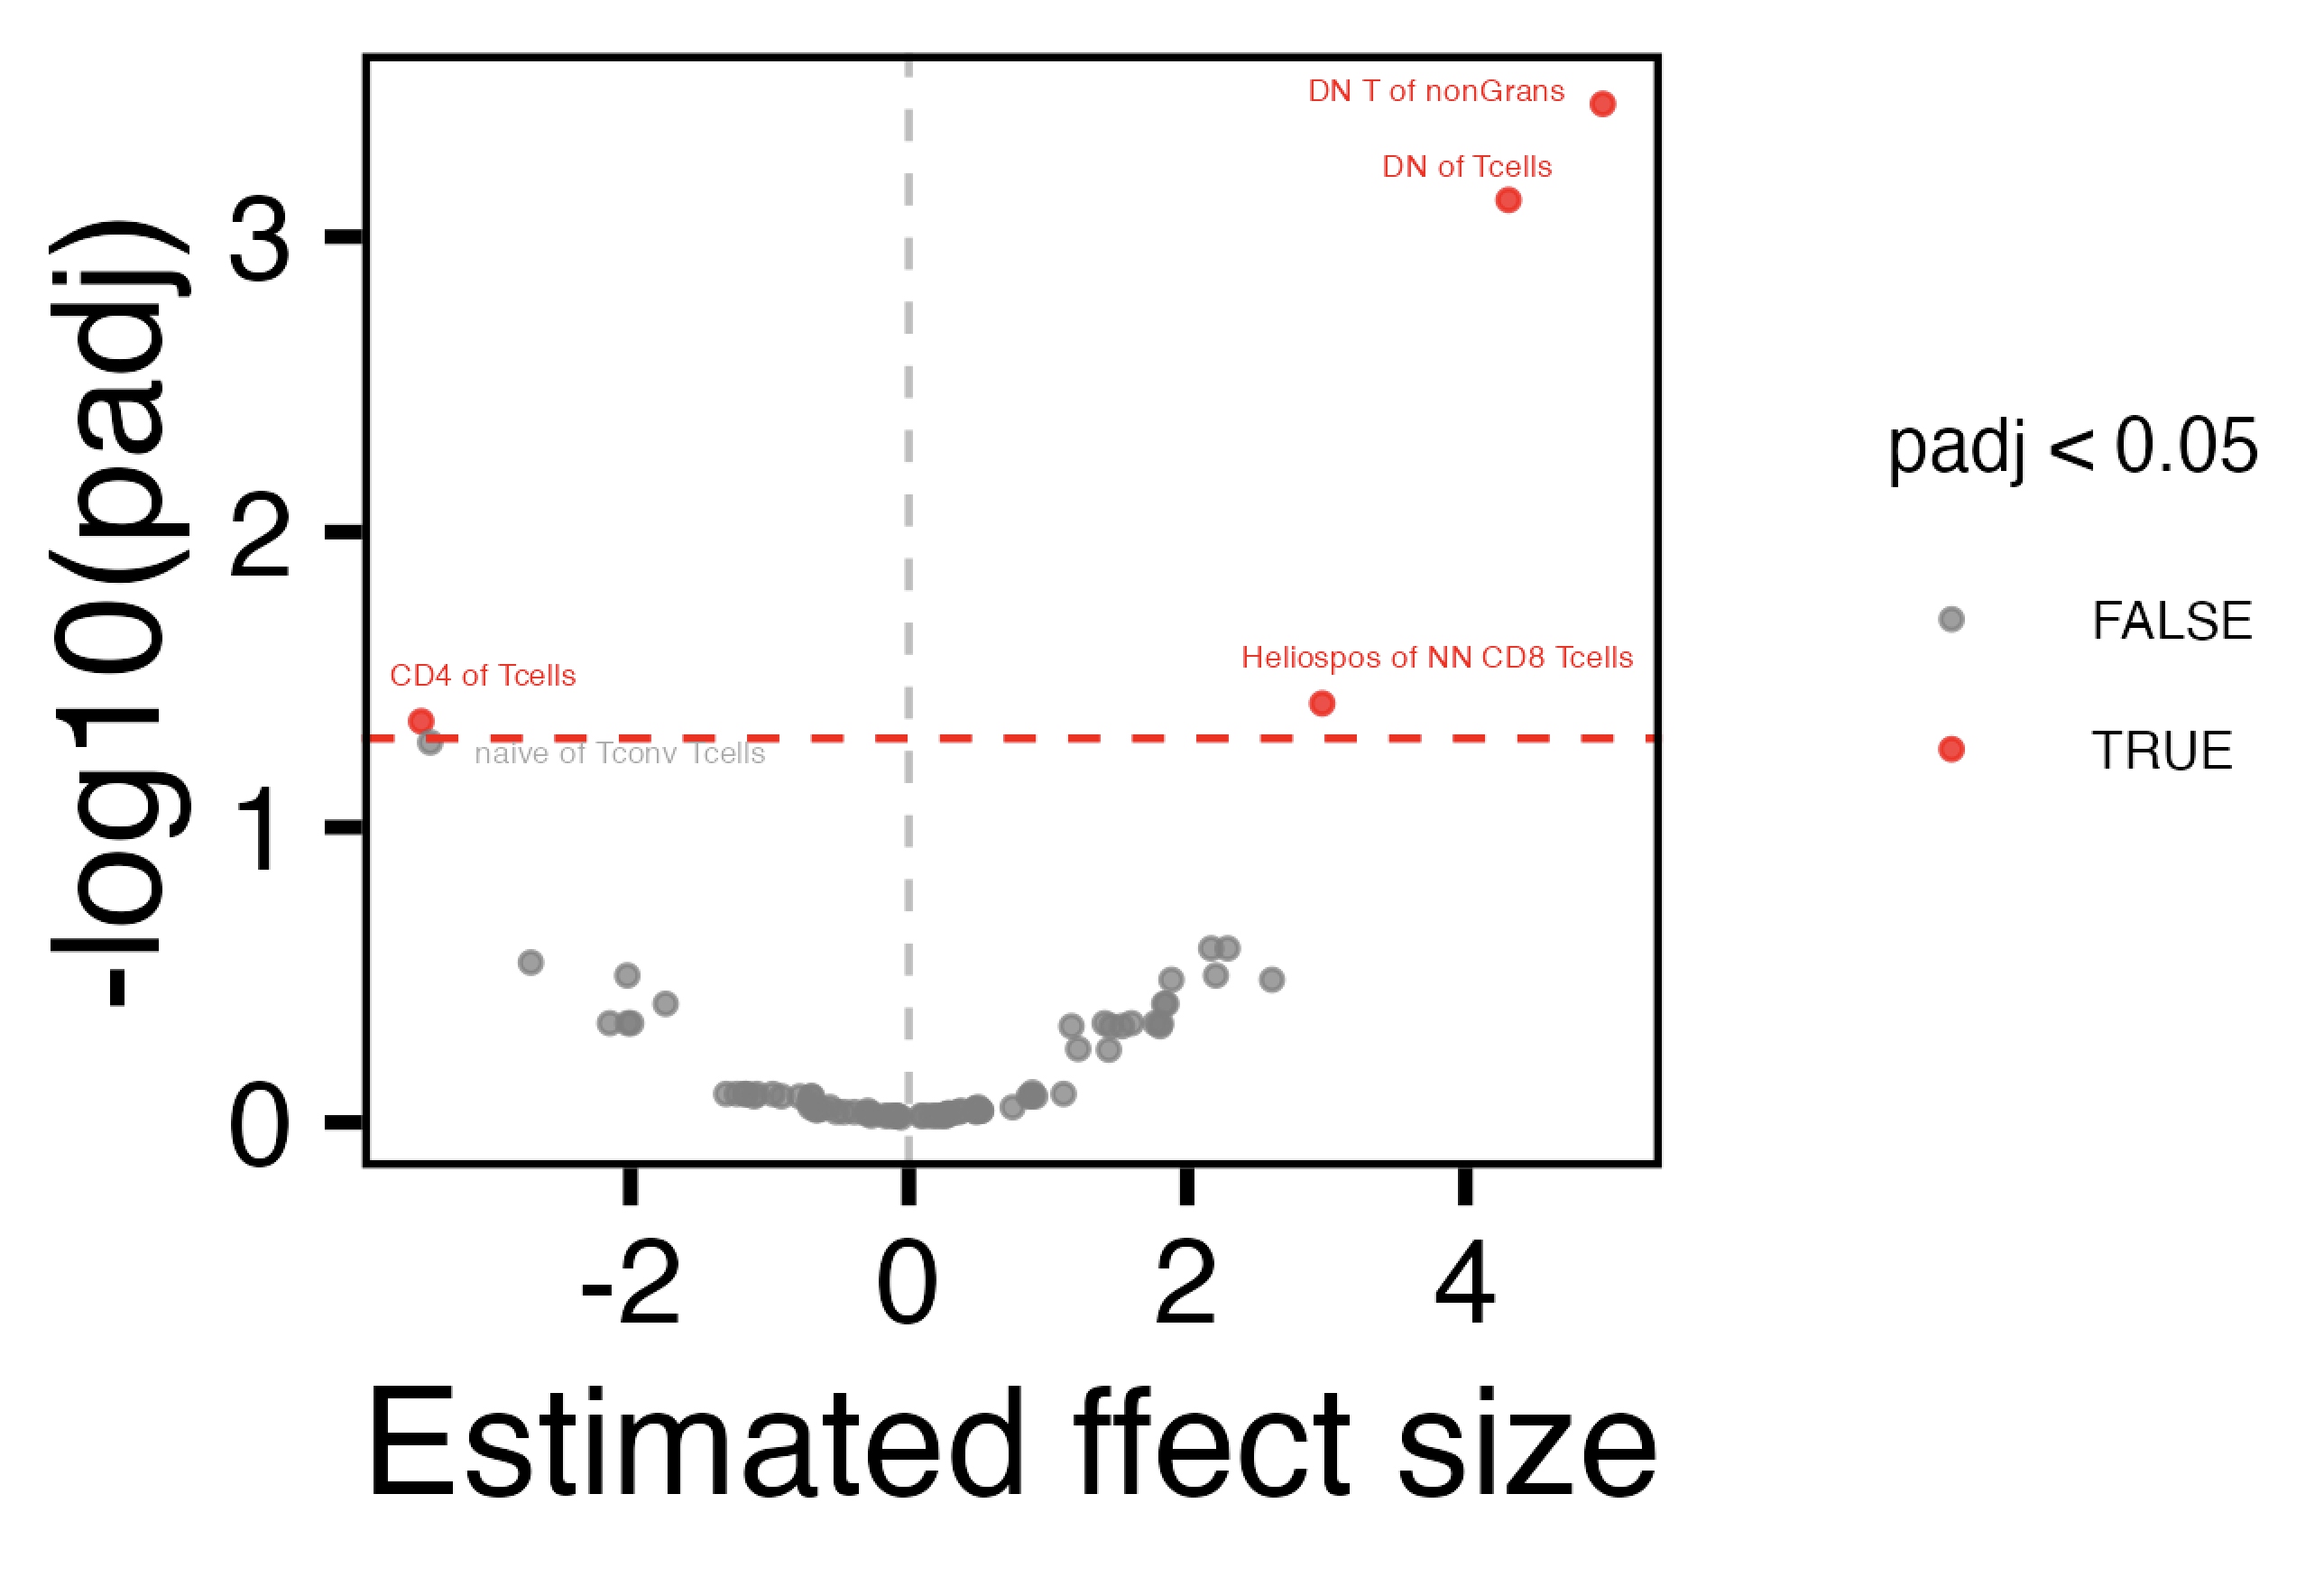 DN T of nonGrans
DN of Tcells
3
2
Heliospos of NN CD8 Tcells
CD4 of Tcells
naive of Tconv Tcells
1
0
-log10(padj)
-2 0 2 4
Estimated ffect size
padj < 0.05
FALSE
TRUE